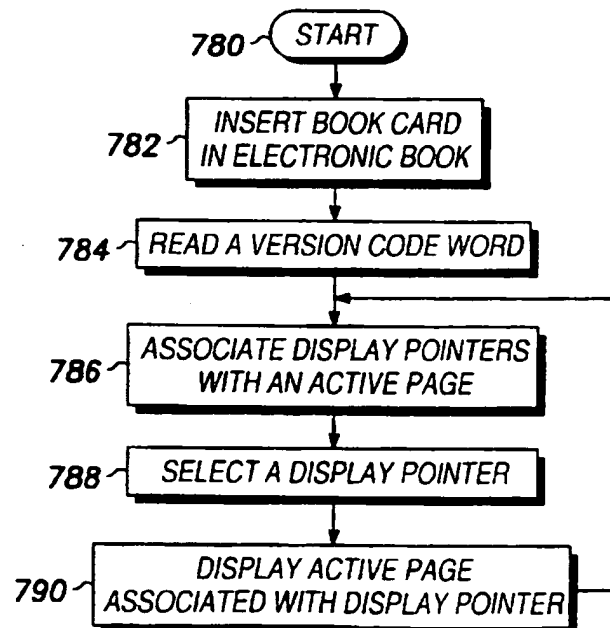 780 START
INSERT BOOK CARD
782 IN ELECTRONIC BOOK
784 READ A VERSION CODE WORD
ASSOCIATE DISPLAY POINTERS
786 WITH AN ACTIVE PAGE
788 SELECT A DISPLAY POINTER
DISPLAY ACTIVE PAGE
790 ASSOCIATED WITH DISPLAY POINTER